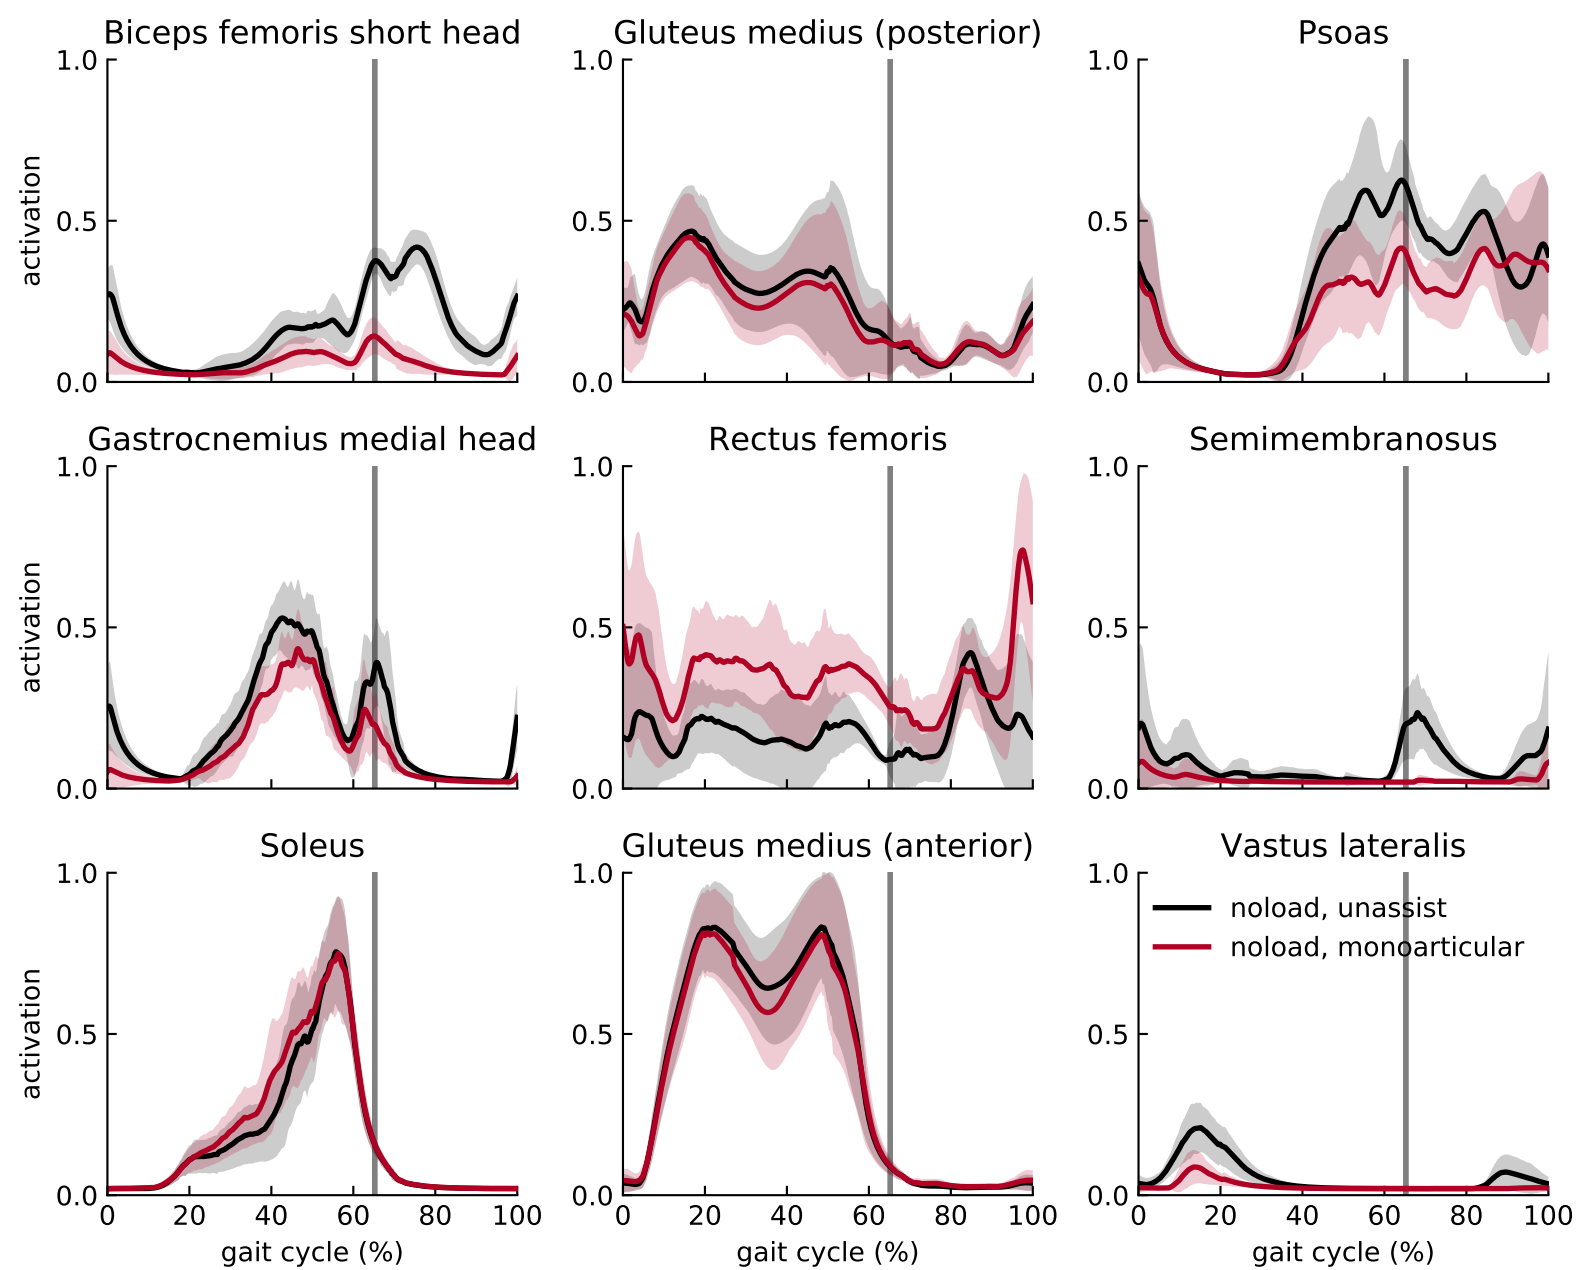 Biceps femoris short head
Gluteus medius (posterior)
Psoas
1.0
0.5
0.0
activation
1.0
0.5
0.0
1.0
0.5
0.0
Gastrocnemius medial head
Rectus femoris
Semimembranosus
1.0
0.5
0.0
activation
1.0
0.5
0.0
1.0
0.5
0.0
Soleus
Gluteus medius (anterior)
Vastus lateralis
1.0
0.5
0.0
activation
0 20 40 60 80 100
gait cycle (%)
1.0
0.5
0.0
0 20 40 60 80 100
gait cycle (%)
1.0
0.5
0.0
noload, unassist
noload, monoarticular
0 20 40 60 80 100
gait cycle (%)